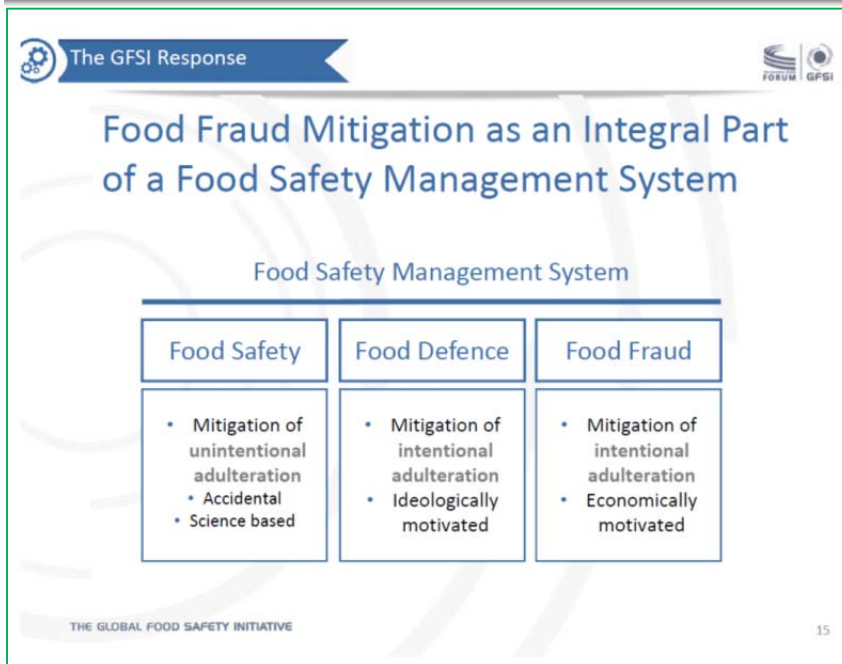 The GFSI Response
FORUM GFSI
Food Fraud Mitigation as an Integral Part
of a Food Safety Management System
Food Safety Management System
Food Safety
• Mitigation of
unintentional
adulteration
• Accidental
• Science based
Food Defence
• Mitigation of
intentional
adulteration
• Ideologically
motivated
Food Fraud
• Mitigation of
intentional
adulteration
• Economically
motivated
THE GLOBAL FOOD SAFETY INITIATIVE
15